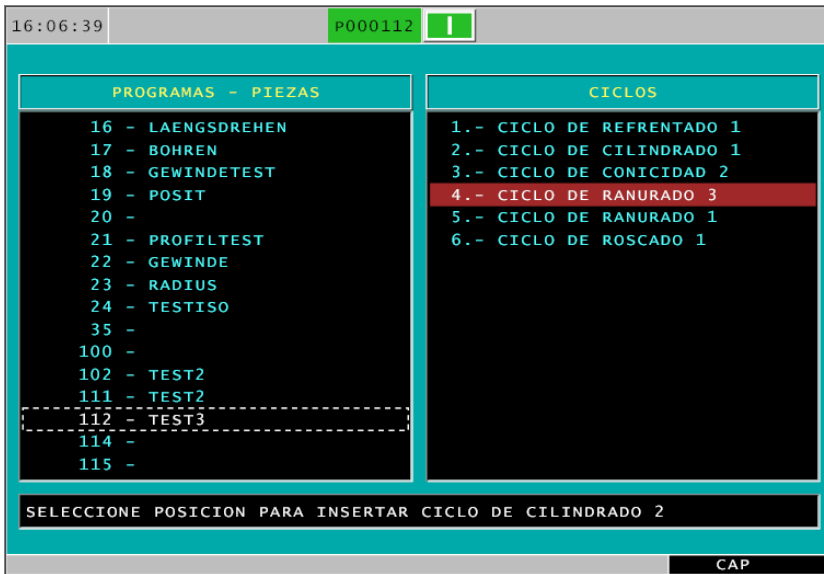 16:06:39
P000112
PROGRAMAS - PIEZAS
16 - LAENGSDREHEN
17 - BOHREN
18 - GEWINDETEST
19 - POSIT
20 -
21 - PROFILTEST
22 - GEWINDE
23 - RADIUS
24 - TESTISO
35 -
100 -
102 - TEST2
111 - TEST2
112 - TEST3
114 -
115 -
CICLOS
1.- CICLO DE REFRENTADO 1
2.- CICLO DE CILINDRADO 1
3.- CICLO DE CONICIDAD 2
4.- CICLO DE RANURADO 3
5.- CICLO DE RANURADO 1
6.- CICLO DE ROSCADO 1
SELECCIONE POSICION PARA INSERTAR CICLO DE CILINDRADO 2
CAP